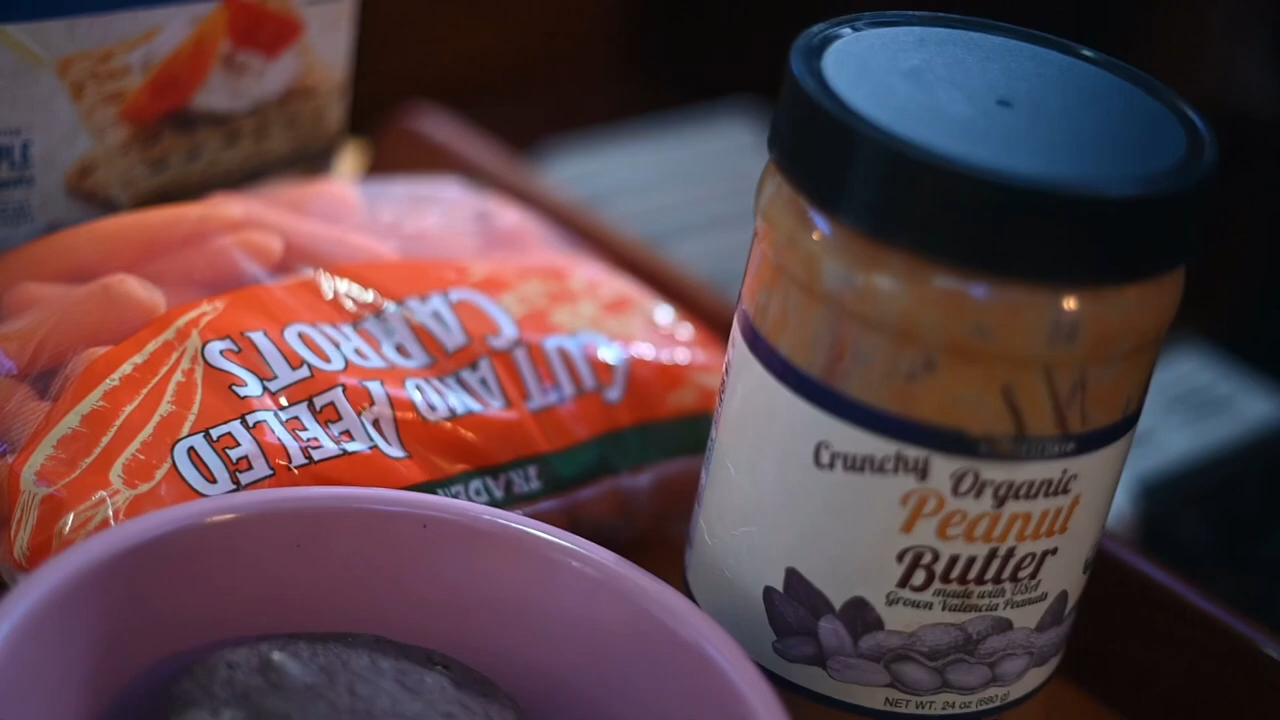 CUT AND PEELED
CARROTS
TRADER
Crunchy Organic
Peanut
Butter
made with USA
Grown Valencia Peanuts
NET WT. 24 oz (680 g)